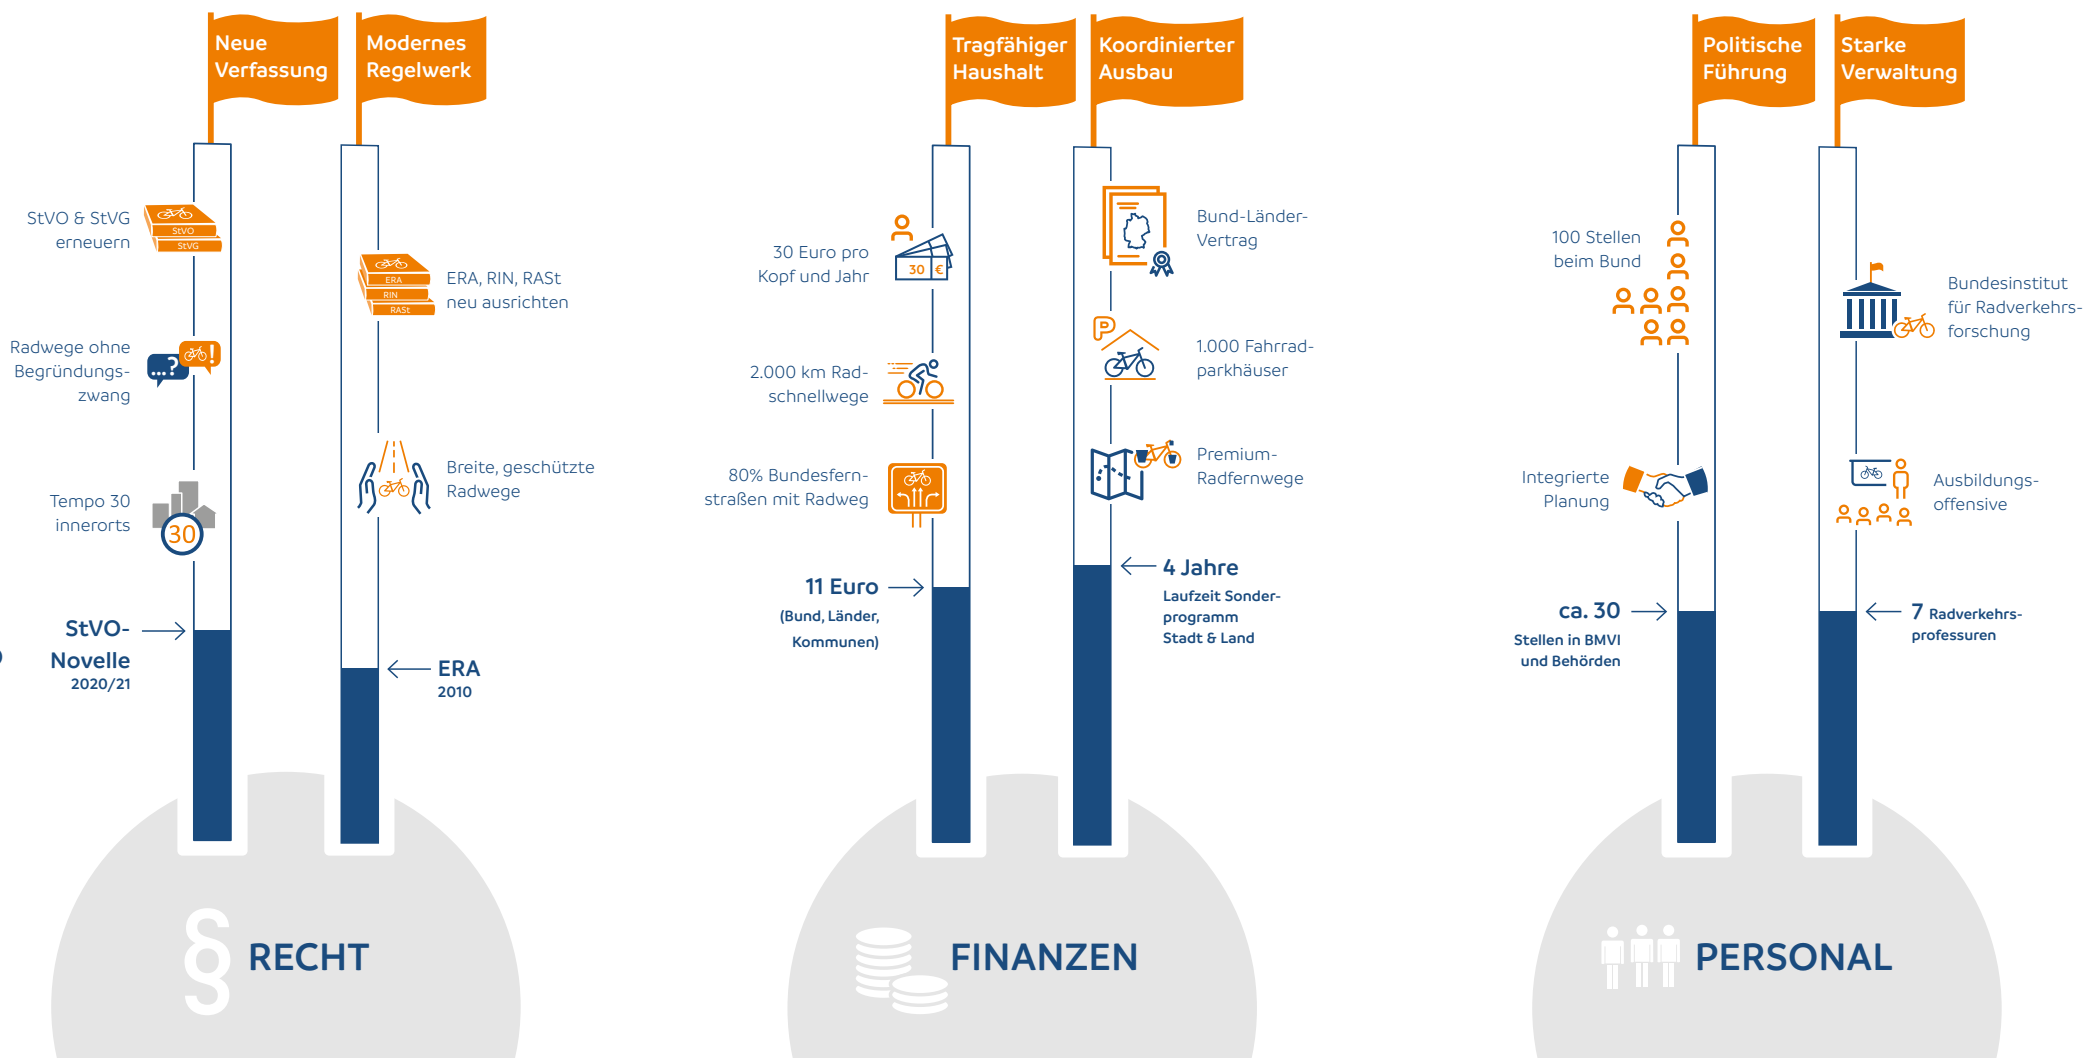 Neue
Verfassung
Modernes
Regelwerk
StVO & StVG
erneuern
StVO
StVG
Radwege ohne
Begründungs-
zwang
...?
!
Tempo 30
innerorts
30
StVO-
Novelle
2020/21
ERA
RIN
RASt
ERA, RIN, RASt
neu ausrichten
Breite, geschützte
Radwege
ERA
2010
§ RECHT
Tragfähiger
Haushalt
Koordinierter
Ausbau
30 Euro pro
Kopf und Jahr
30 €
2.000 km Rad-
schnellwege
80% Bundesfern-
straßen mit Radweg
11 Euro
(Bund, Länder,
Kommunen)
Bund-Länder-
Vertrag
P
1.000 Fahrrad-
parkhäuser
Premium-
Radfernwege
4 Jahre
Laufzeit Sonder-
programm
Stadt & Land
FINANZEN
Politische
Führung
Starke
Verwaltung
100 Stellen
beim Bund
Integrierte
Planung
ca. 30
Stellen in BMVI
und Behörden
Bundesinstitut
für Radverkehrs-
forschung
Ausbildungs-
offensive
7 Radverkehrs-
professuren
PERSONAL